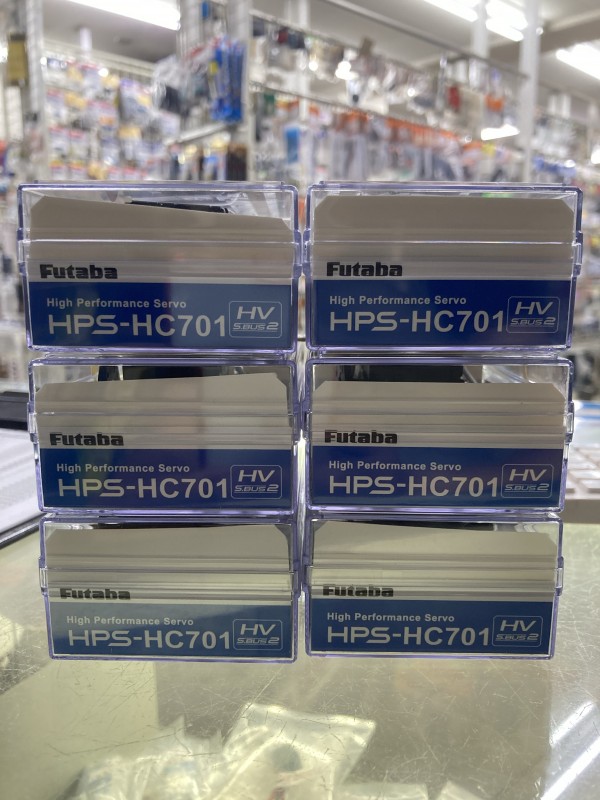 Futaba
High Performance Servo
HPS-HC701 HV
S.BUS2
Futaba
High Performance Servo
HPS-HC701 HV
S.BUS2
Futaba
High Performance Servo
HPS-HC701 HV
S.BUS2
Futaba
High Performance Servo
HPS-HC701 HV
S.BUS2
Futaba
High Performance Servo
HPS-HC701 HV
S.BUS2
Futaba
High Performance Servo
HPS-HC701 HV
S.BUS2